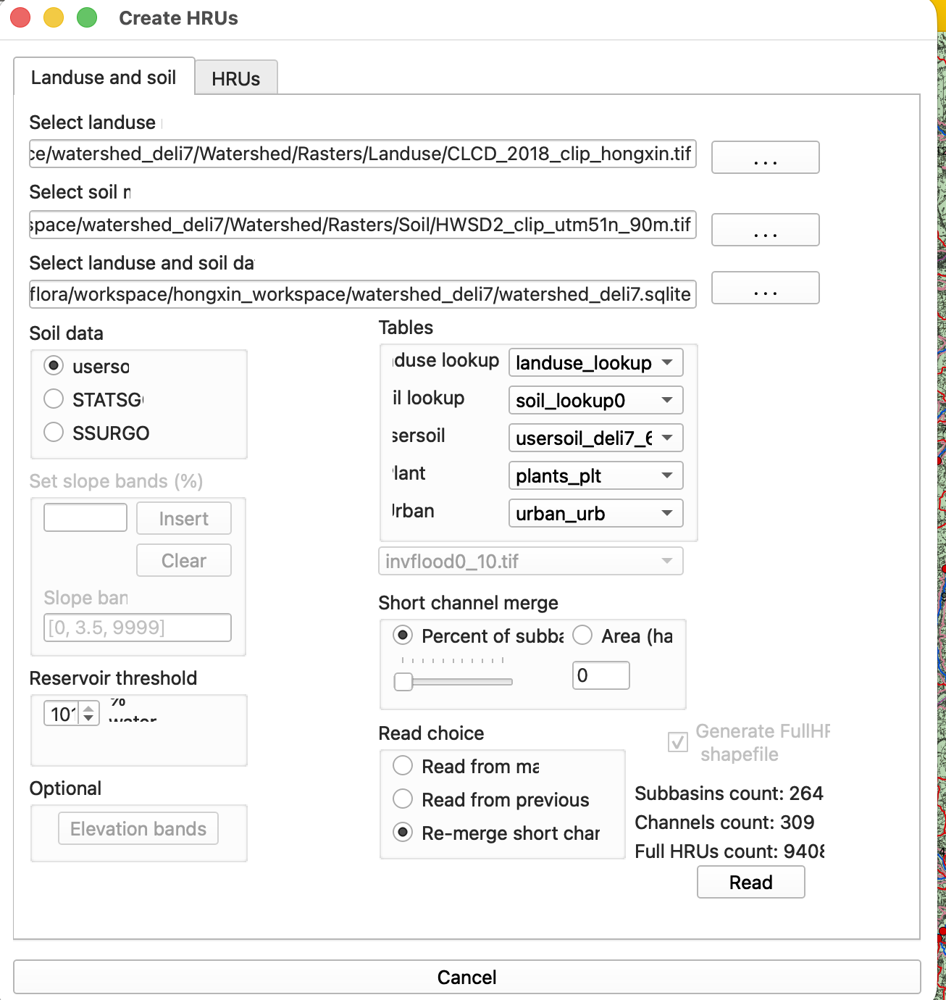 Create HRUs
Landuse and soil
HRUs
Select landuse
ce/watershed_deli7/Watershed/Rasters/Landuse/CLCD_2018_clip_hongxin.tif
...
Select soil
space/watershed_deli7/Watershed/Rasters/Soil/HWSD2_clip_utm51n_90m.tif
...
Select landuse and soil da
flora/workspace/hongxin_workspace/watershed_deli7/watershed_deli7.sqlite
...
Soil data
userso
STATSG
SSURGO
Set slope bands (%)
Insert
Clear
Slope ban
[0, 3.5, 9999]
Reservoir threshold
101
%
water
Optional
Elevation bands
Tables
nduse lookup
landuse_lookup
il lookup
soil_lookup0
sersoil
usersoil_deli7_6
Plant
plants_plt
Urban
urban_urb
invflood0_10.tif
Short channel merge
Percent of subba
Area (ha
0
Read choice
Read from ma
Read from previous
Re-merge short chan
Generate FullHR
shapefile
Subbasins count: 264
Channels count: 309
Full HRUs count: 9408
Read
Cancel